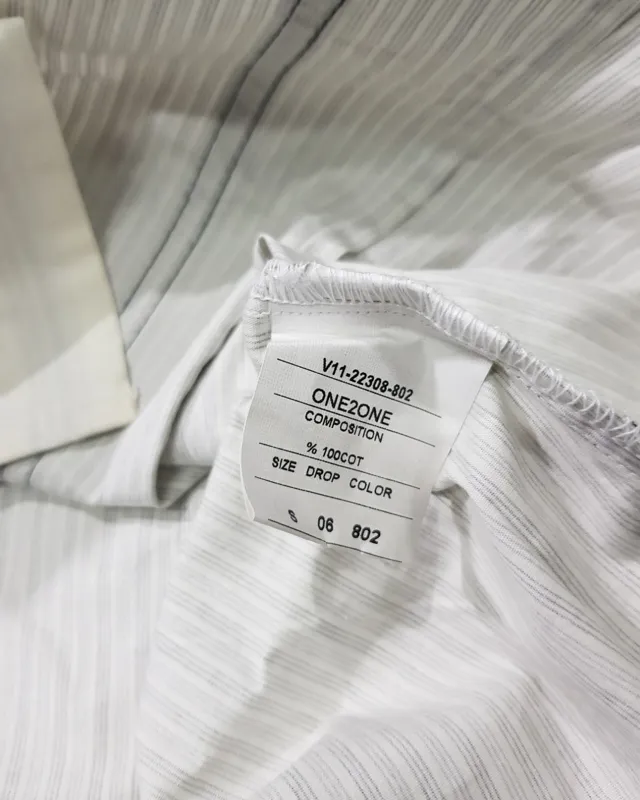 V11-22308-802
ONE2ONE
COMPOSITION
% 100COT
SIZE DROP COLOR
S 06 802